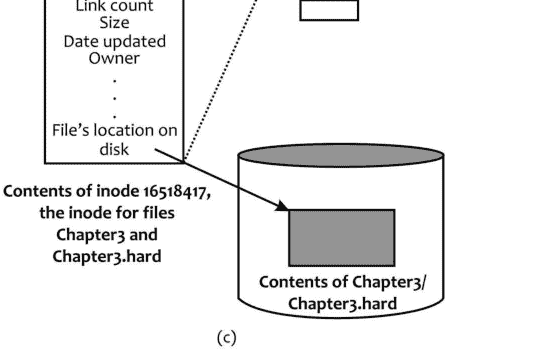 Link count
Size
Date updated
Owner
.
.
.
File's location on
disk
Contents of inode 16518417,
the inode for files
Chapter3 and
Chapter3.hard
Contents of Chapter3/
Chapter3.hard
(c)